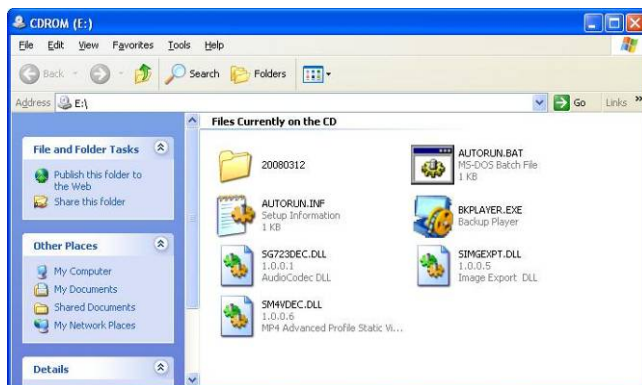 CDROM (E:)
File Edit View Favorites Tools Help
Back Search Folders
Address E:\ Go Links »
Files Currently on the CD
File and Folder Tasks
Publish this folder to
the Web
Share this folder
Other Places
My Computer
My Documents
Shared Documents
My Network Places
Details
20080312
AUTORUN.BAT
MS-DOS Batch File
1 KB
AUTORUN.INF
Setup Information
1 KB
BKPLAYER.EXE
Backup Player
SG723DEC.DLL
1.0.0.1
AudioCodec DLL
SIMGEXPT.DLL
1.0.0.5
Image Export DLL
SM4VDEC.DLL
1.0.0.6
MP4 Advanced Profile Static Vi...